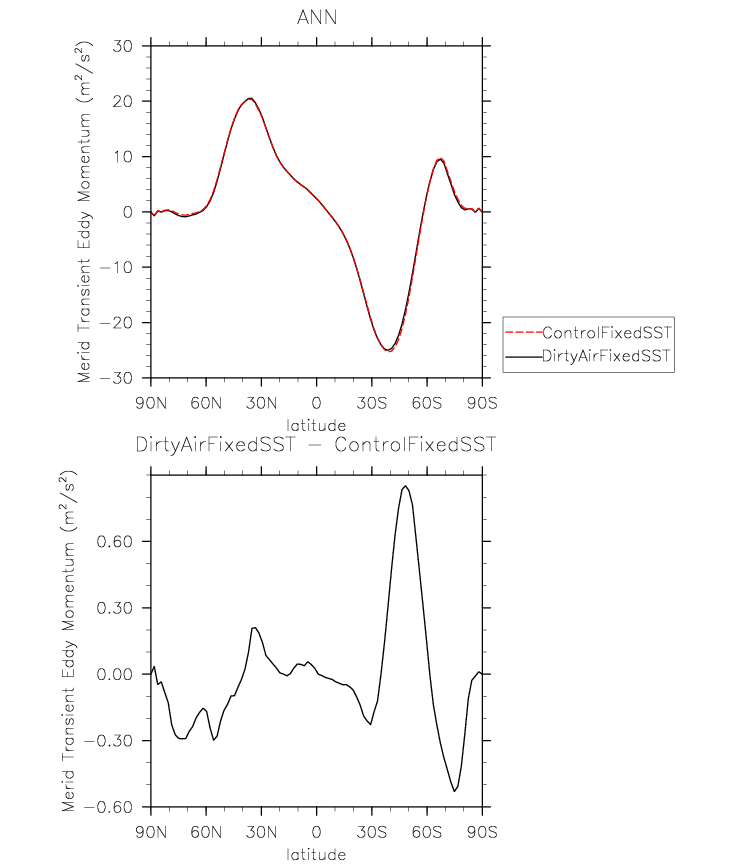 ANN
Merid Transient Eddy Momentum (m²/s²)
30
20
10
0
−10
−20
−30
90N 60N 30N 0 30S 60S 90S
latitude
ControlFixedSST
DirtyAirFixedSST
DirtyAirFixedSST − ControlFixedSST
Merid Transient Eddy Momentum (m²/s²)
0.60
0.30
0.00
−0.30
−0.60
90N 60N 30N 0 30S 60S 90S
latitude